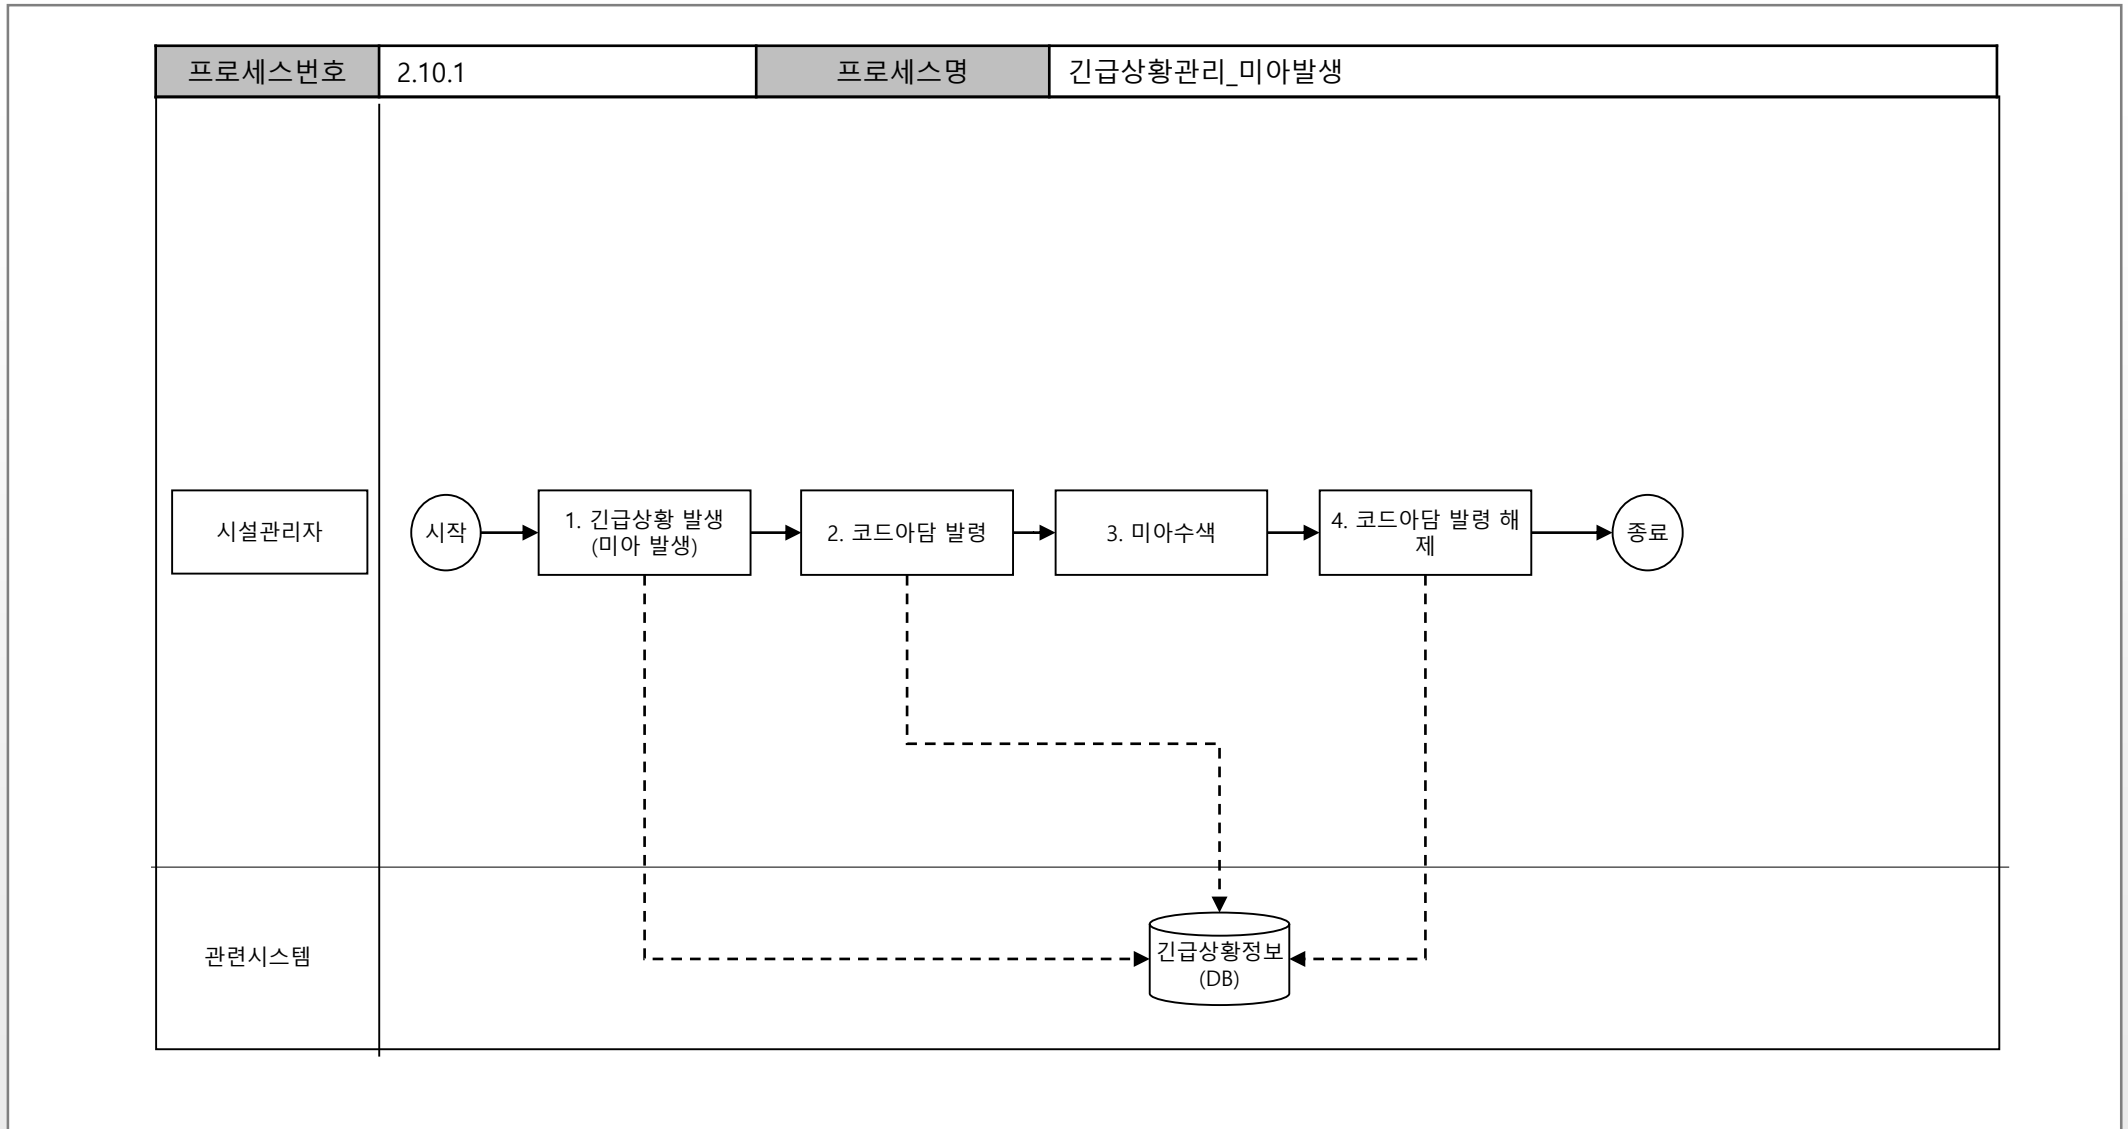 프로세스번호
2.10.1
프로세스명
긴급상황관리_미아발생
시설관리자
시작
1. 긴급상황 발생
(미아 발생)
2. 코드아담 발령
3. 미아수색
4. 코드아담 발령 해
제
종료
관련시스템
긴급상황정보
(DB)